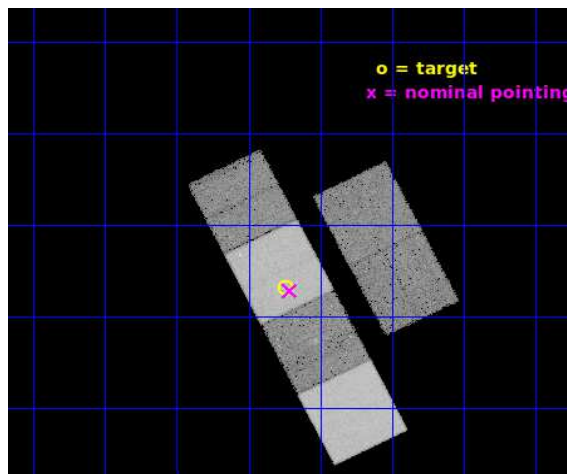 o = target
x = nominal pointing